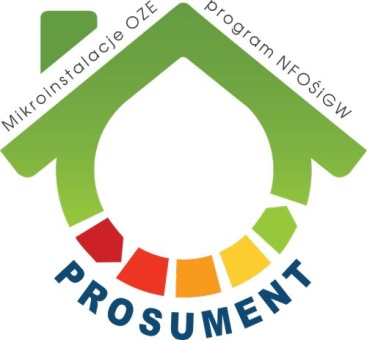 Mikroinstalacje OZE
program NFOŚiGW
PROSUMENT